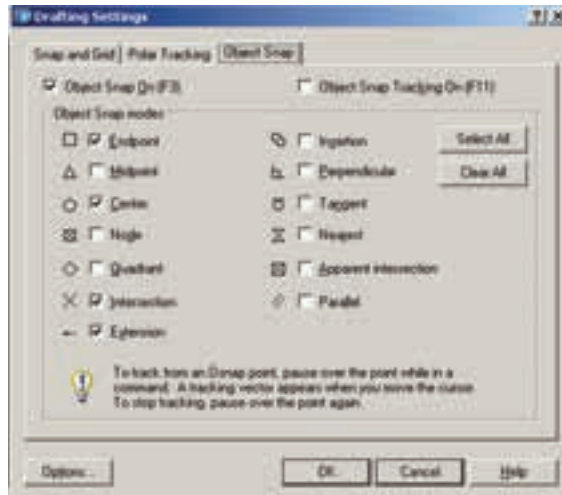 Drafting Settings
Snap and Grid Polar Tracking Object Snap
Object Snap On (F3) Object Snap Tracking On (F11)
Object Snap modes
Endpoint Insertion Select All
Midpoint Perpendicular Clear All
Center Tangent
Node Nearest
Quadrant Apparent intersection
Intersection Parallel
Extension
To track from an Osnap point, pause over the point while in a
command. A tracking vector appears when you move the cursor.
To stop tracking, pause over the point again.
Options... OK Cancel Help